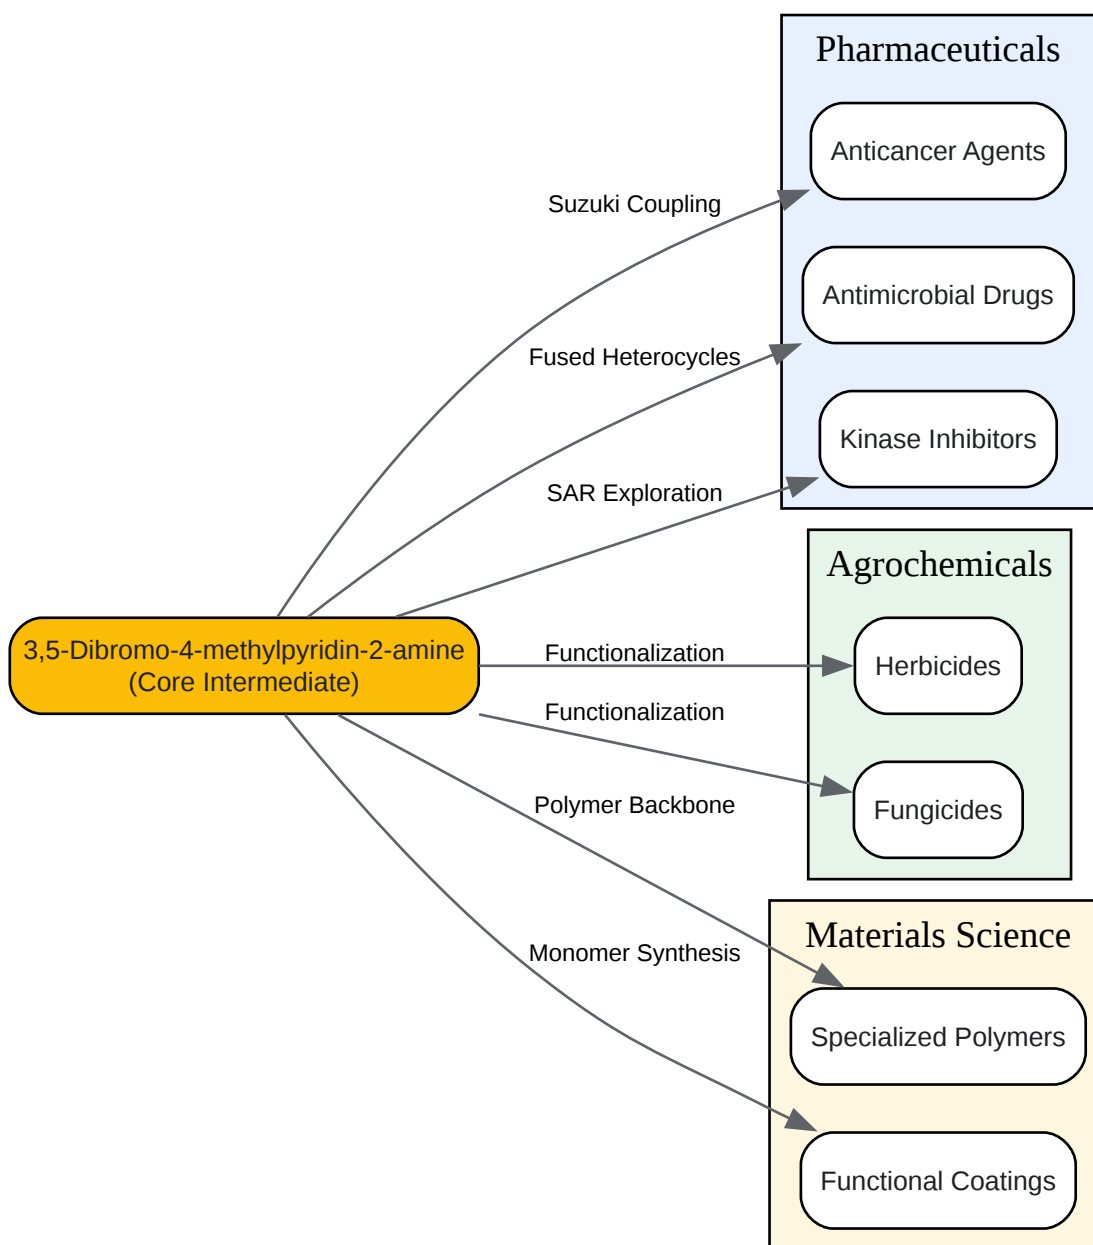 Pharmaceuticals
Anticancer Agents
Suzuki Coupling
Antimicrobial Drugs
Fused Heterocycles
Kinase Inhibitors
SAR Exploration
Agrochemicals
3,5-Dibromo-4-methylpyridin-2-amine
(Core Intermediate)
Functionalization
Herbicides
Functionalization
Fungicides
Polymer Backbone
Materials Science
Monomer Synthesis
Specialized Polymers
Functional Coatings